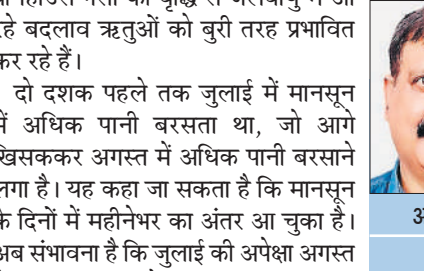 हे बदलाव ऋतुओं को बुरी तरह प्रभावित
कर रहे हैं।
दो दशक पहले तक जुलाई में मानसून
में अधिक पानी बरसता था, जो आगे
खिसककर अगस्त में अधिक पानी बरसाने
लगा है। यह कहा जा सकता है कि मानसून
के दिनों में महीनेभर का अंतर आ चुका है।
अब संभावना है कि जुलाई की अपेक्षा अगस्त